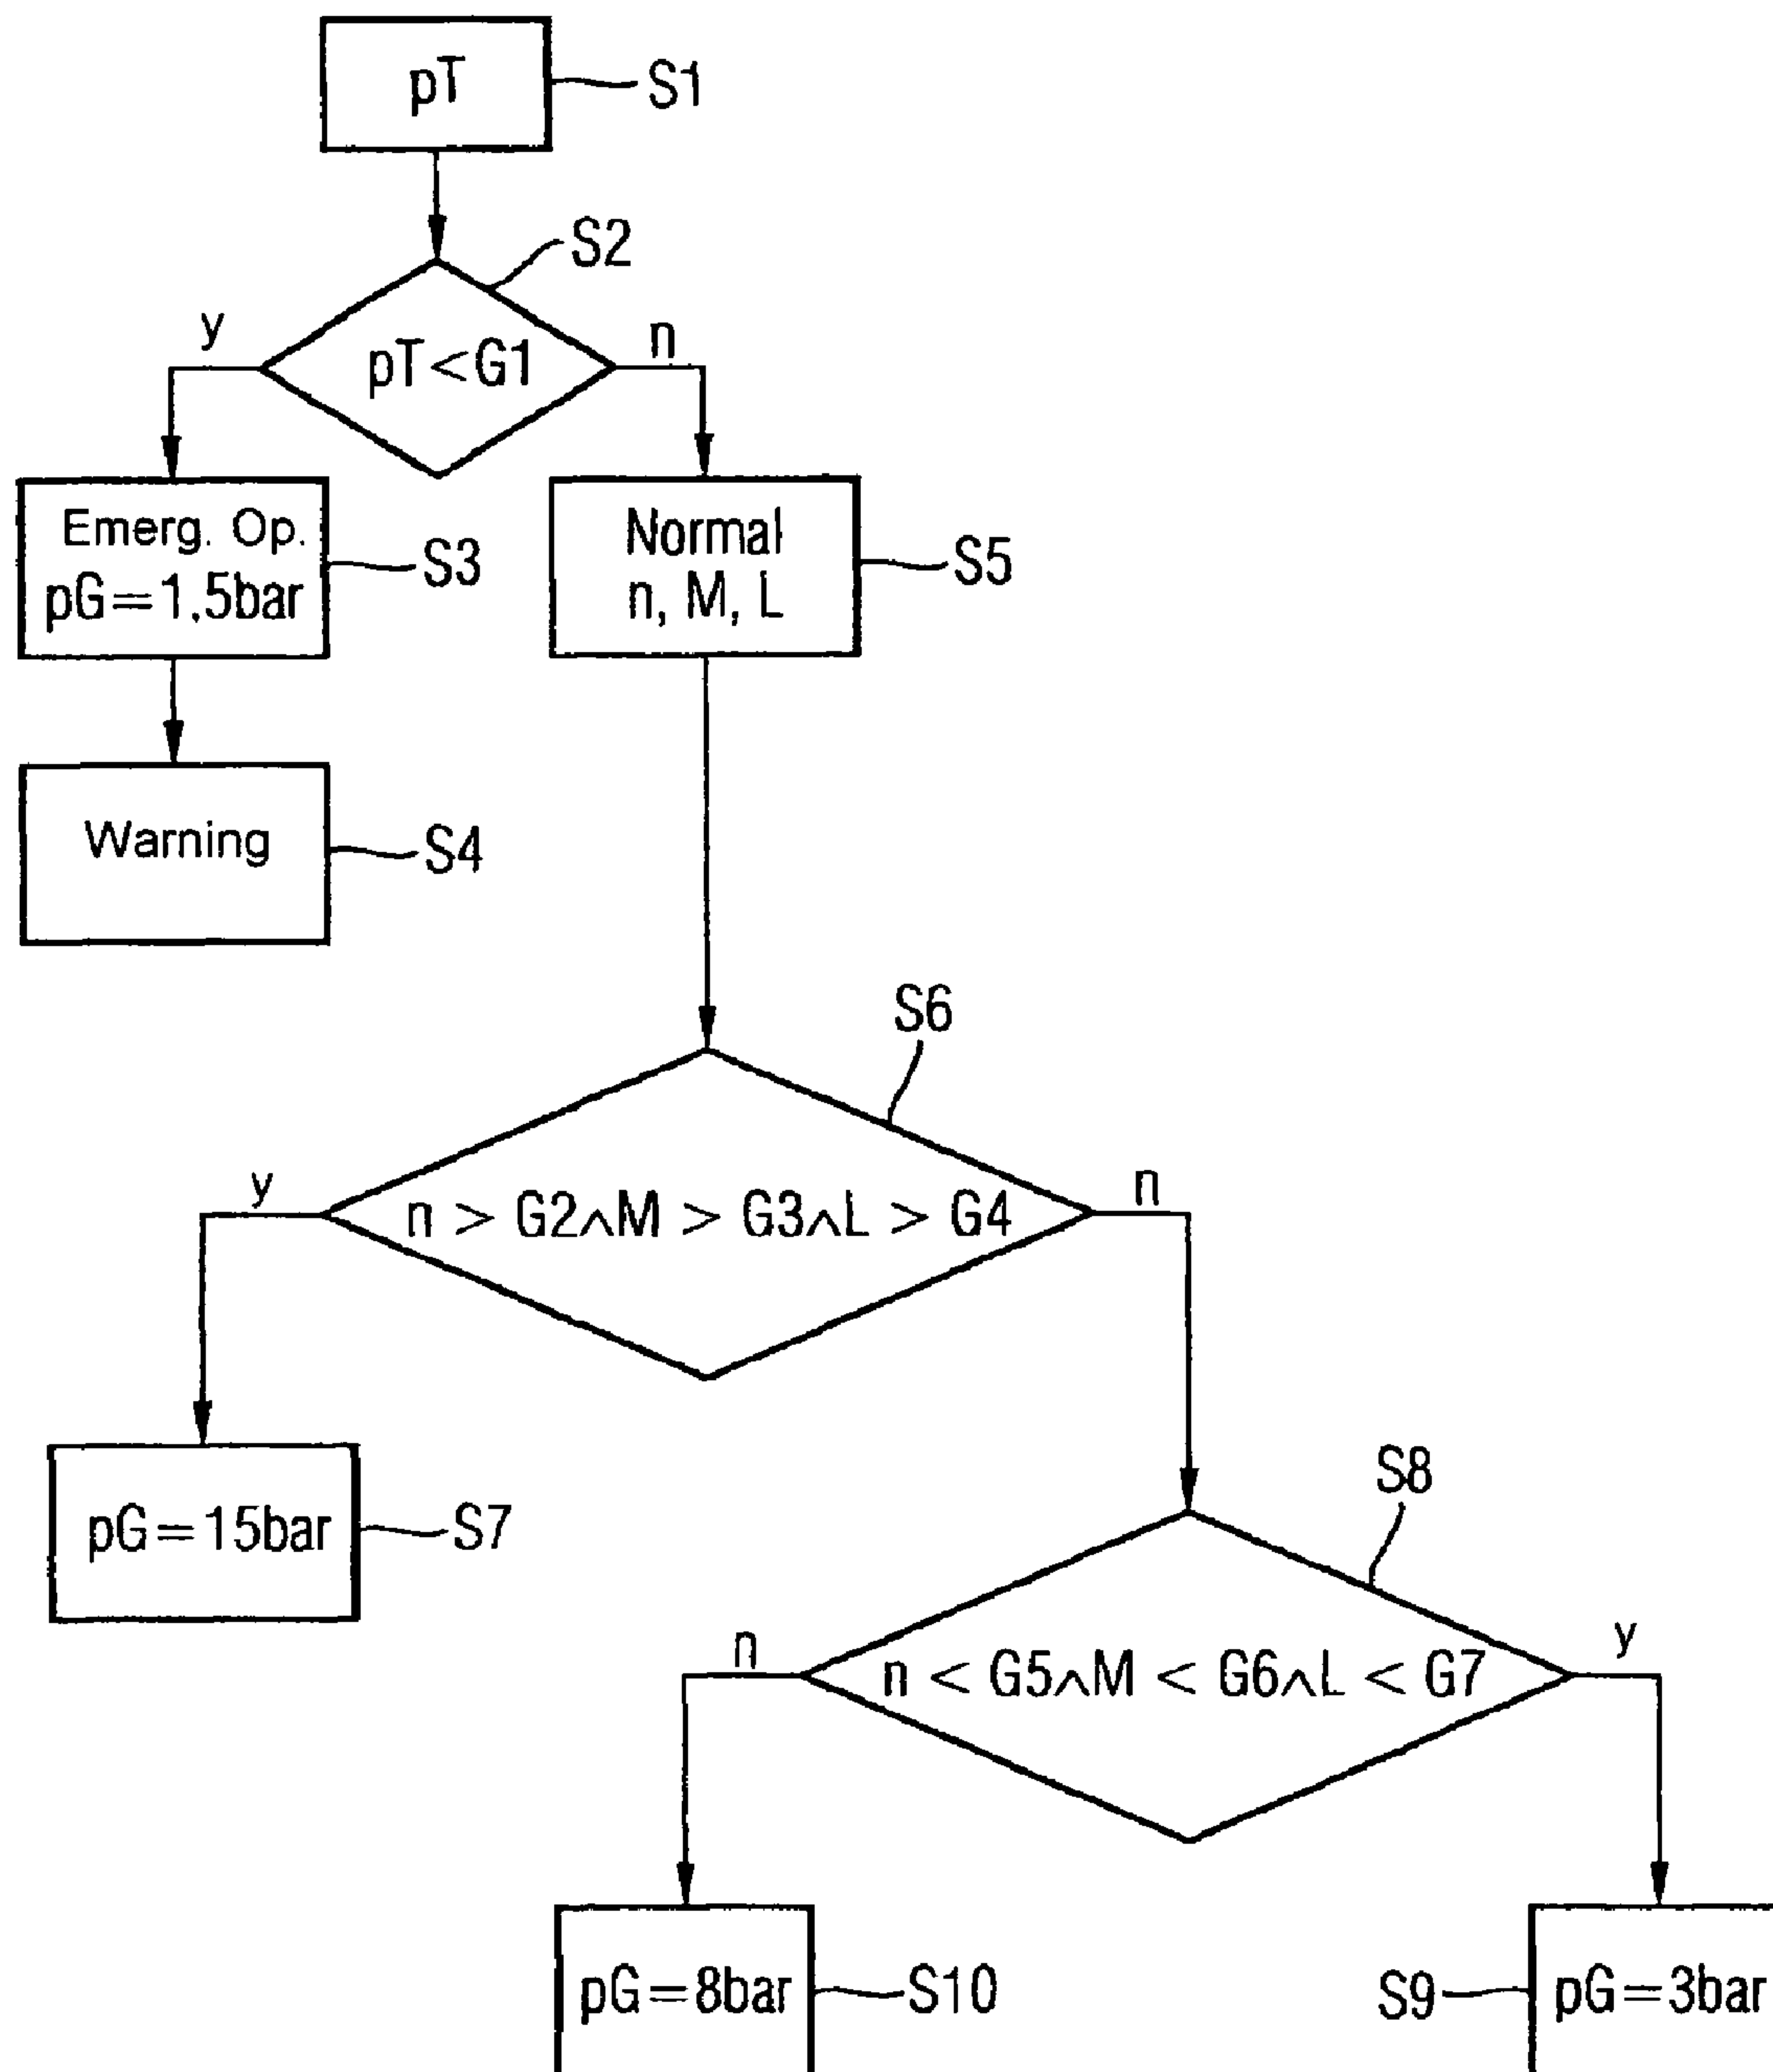 pT
S1
S2
y
n
pT<G1
Emerg. Op.
pG=1,5bar
S3
Normal
n, M, L
S5
Warning
S4
S6
y
n
n > G2∧M > G3∧L > G4
pG=15bar
S7
S8
n
y
n < G5∧M < G6∧L < G7
pG=8bar
S10
S9
pG=3bar